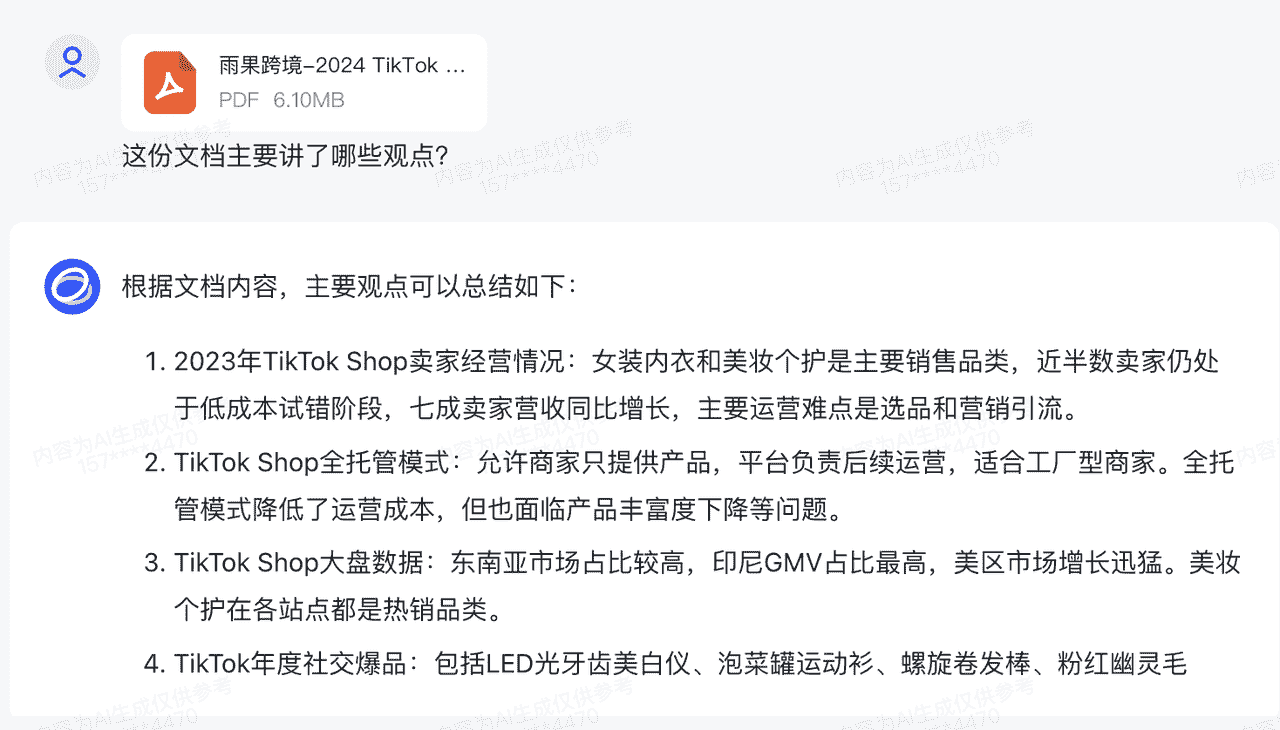 雨果跨境-2024 TikTok ...
PDF 6.10MB
这份文档主要讲了哪些观点?
根据文档内容，主要观点可以总结如下：
1. 2023年TikTok Shop卖家经营情况：女装内衣和美妆个护是主要销售品类，近半数卖家仍处
于低成本试错阶段，七成卖家营收同比增长，主要运营难点是选品和营销引流。
2. TikTok Shop全托管模式：允许商家只提供产品，平台负责后续运营，适合工厂型商家。全托
管模式降低了运营成本，但也面临产品丰富度下降等问题。
3. TikTok Shop大盘数据：东南亚市场占比较高，印尼GMV占比最高，美区市场增长迅猛。美妆
个护在各站点都是热销品类。
4. TikTok年度社交爆品：包括LED光牙齿美白仪、泡菜罐运动衫、螺旋卷发棒、粉红幽灵毛
内容为AI生成仅供参考
157****4470